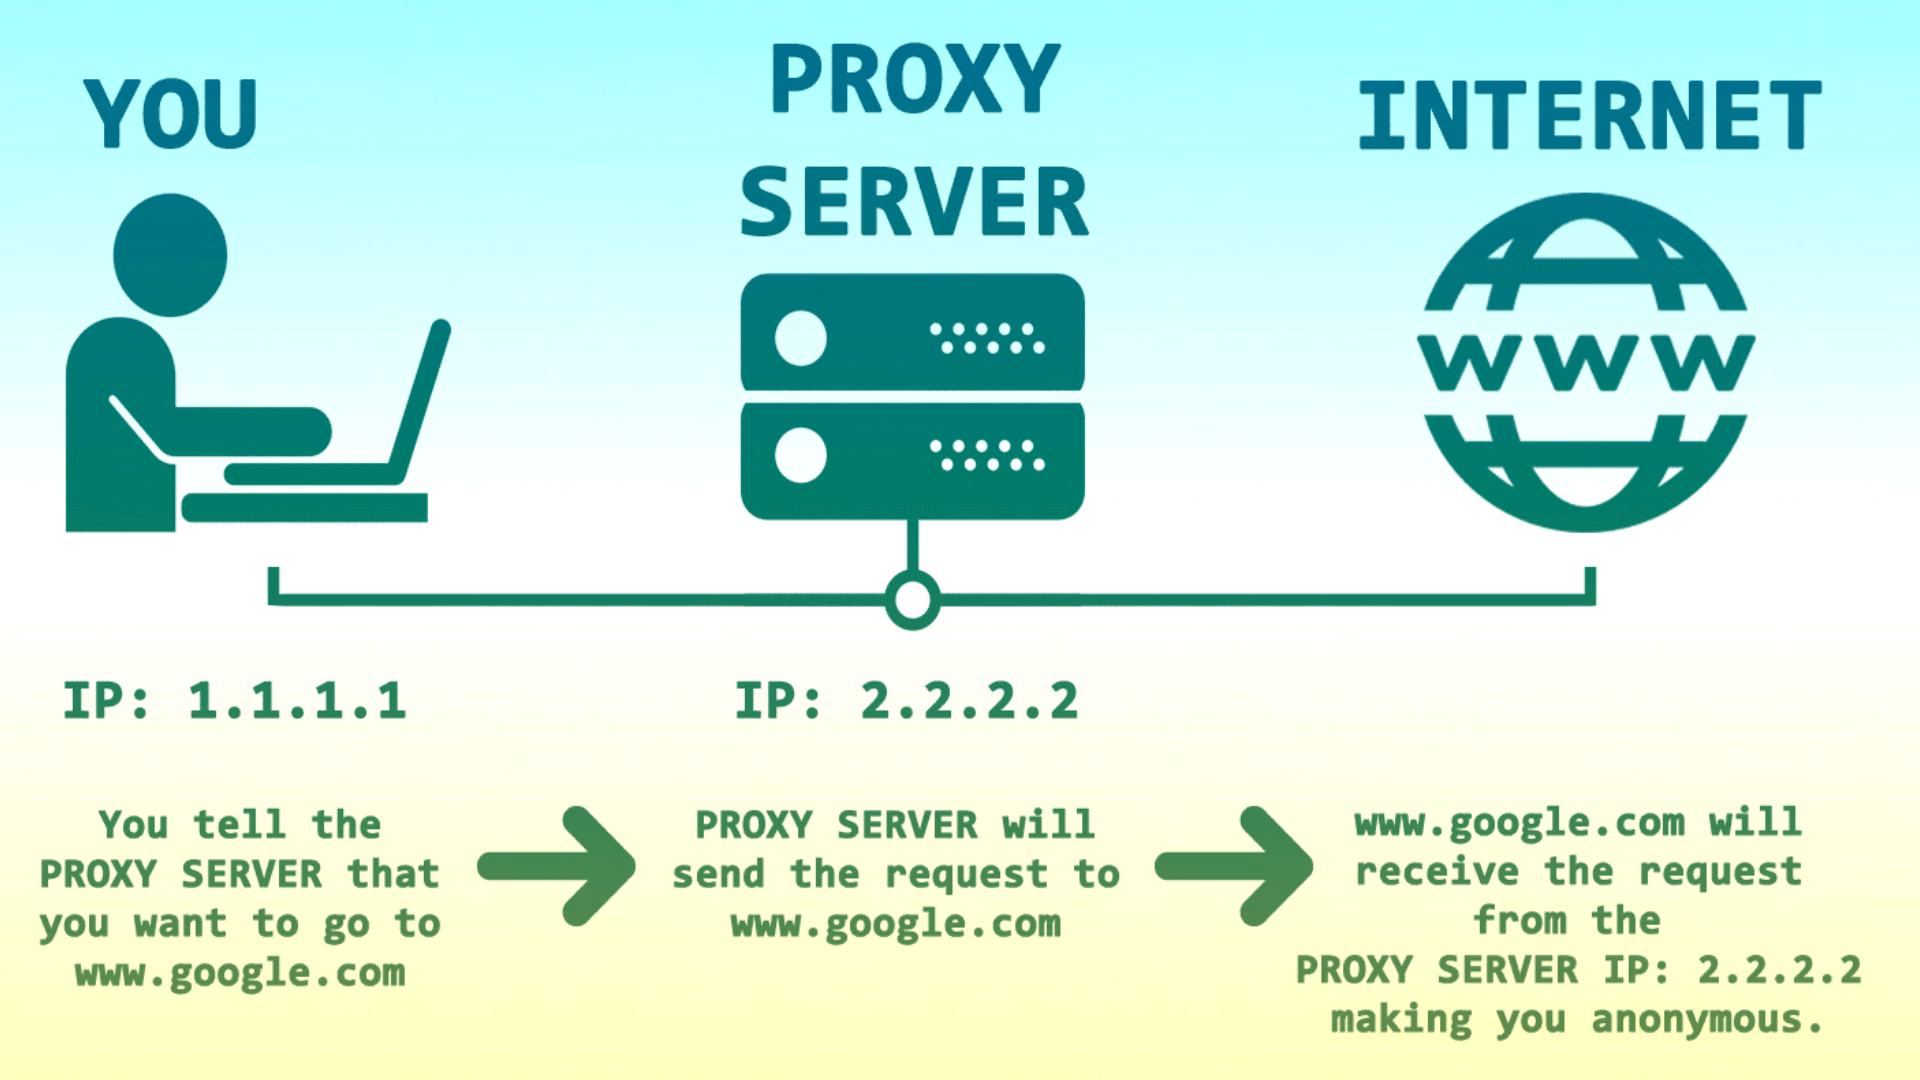 YOU
PROXY
SERVER
INTERNET
www
IP: 1.1.1.1
IP: 2.2.2.2
You tell the
PROXY SERVER that
you want to go to
www.google.com
PROXY SERVER will
send the request to
www.google.com
www.google.com will
receive the request
from the
PROXY SERVER IP: 2.2.2.2
making you anonymous.